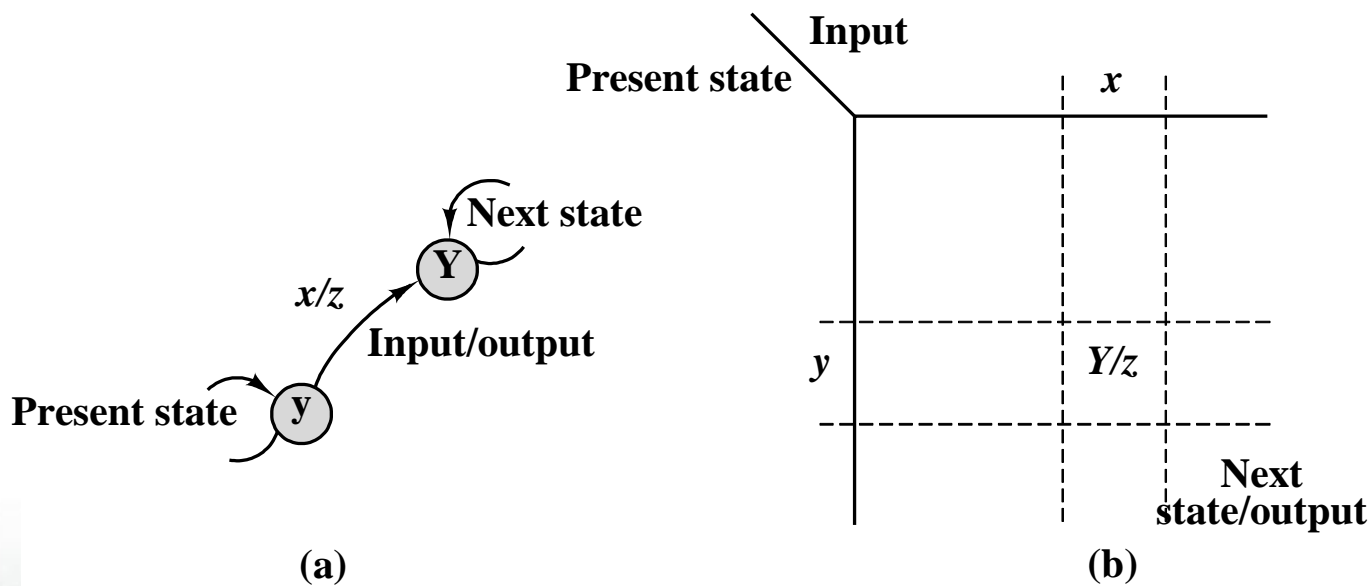 Next state
Y
x/z
Input/output
Present state
y
(a)
Input
Present state
x
y
Y/z
Next
state/output
(b)